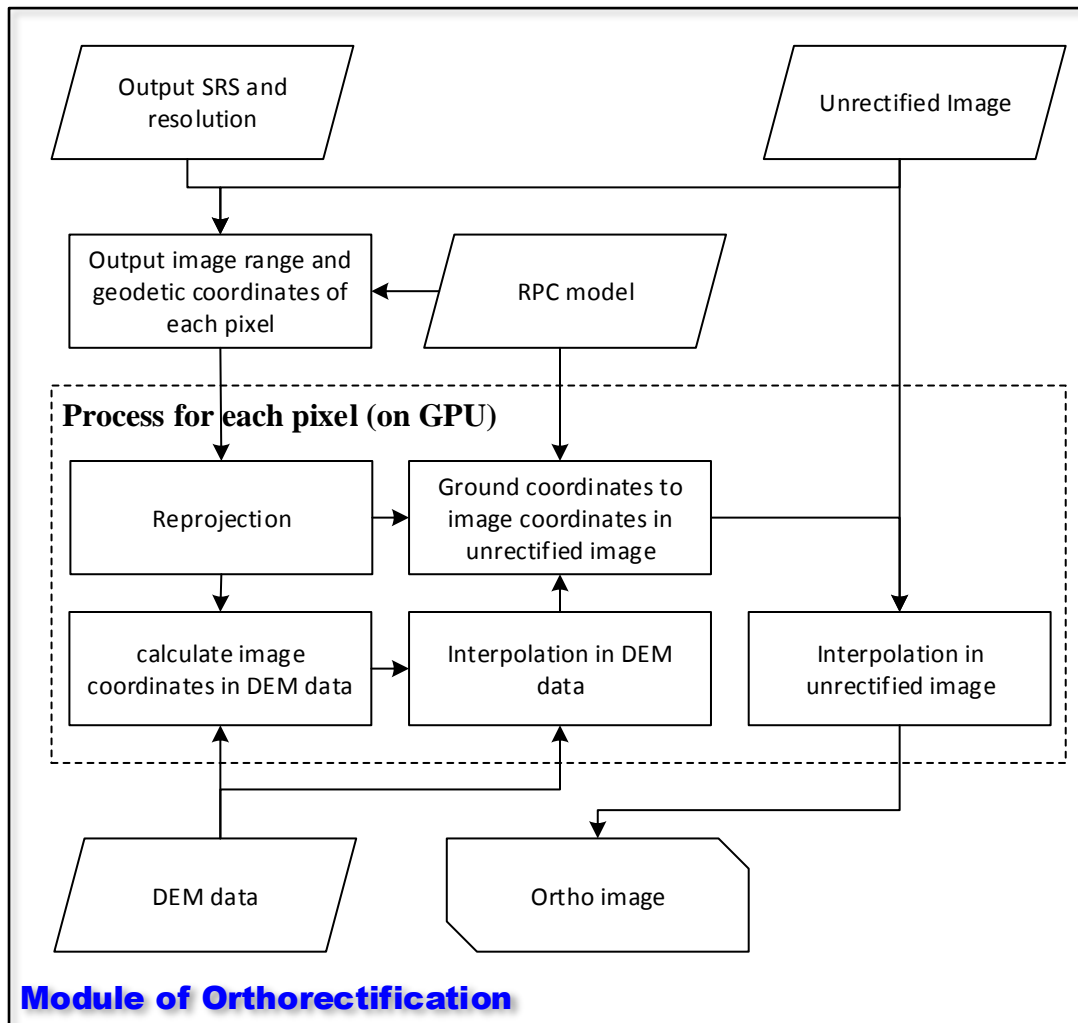 Output SRS and
resolution
Unrectified Image
Output image range and
geodetic coordinates of
each pixel
RPC model
Process for each pixel (on GPU)
Reprojection
Ground coordinates to
image coordinates in
unrectified image
calculate image
coordinates in DEM data
Interpolation in DEM
data
Interpolation in
unrectified image
DEM data
Ortho image
Module of Orthorectification